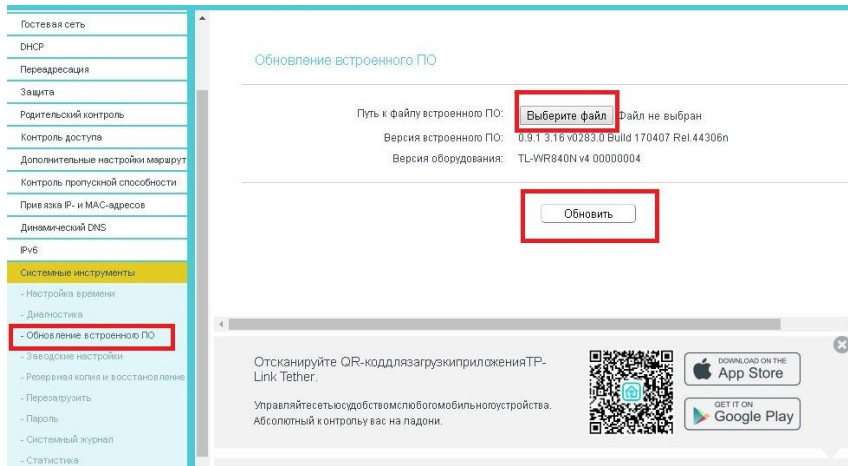 Гостевая сеть
DHCP
Переадресация
Защита
Родительский контроль
Контроль доступа
Дополнительные настройки маршрут
Контроль пропускной способности
Привязка IP- и MAC-адресов
Динамический DNS
IPv6
Системные инструменты
- Настройка времени
- Диагностика
- Обновление встроенного ПО
- Заводские настройки
- Резервная копия и восстановление
- Перезагрузить
- Пароль
- Системный журнал
- Статистика
Обновление встроенного ПО
Путь к файлу встроенного ПО: Выберите файл Файл не выбран
Версия встроенного ПО: 0.9.1 3.16 v0283.0 Build 170407 Rel.44306n
Версия оборудования: TL-WR840N v4 00000004
Обновить
Отсканируйте QR-коддлязагрузкиприложенияTP-
Link Tether.
Управляйтесетьюсудобствомслюбогомобильногоустройства.
Абсолютный контрольу вас на ладони.
DOWNLOAD ON THE
App Store
GET IT ON
Google Play